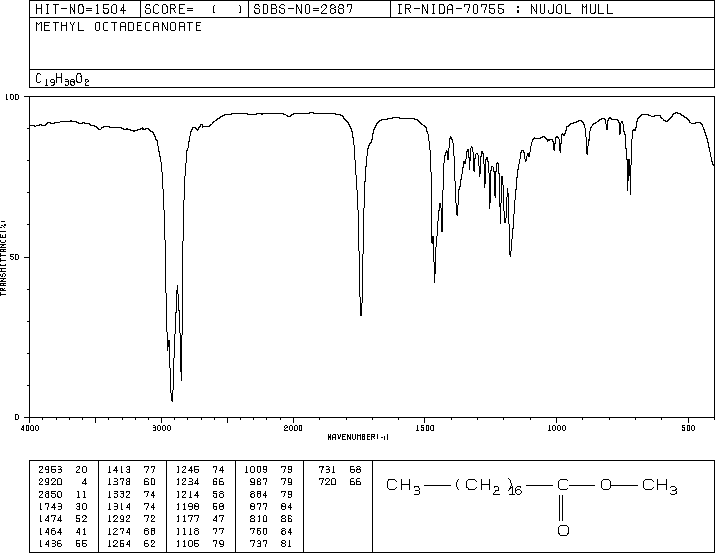 HIT-NO=1504 SCORE= ( ) SDBS-NO=2887 IR-NIDA-70755 : NUJOL MULL
METHYL OCTADECANOATE
C19H38O2
100
50
0
TRANSMITTANCE(%)
4000 3000 2000 1500 1000 500
WAVENUMBER(-1)
2953 20 1413 77 1246 74 1009 79 731 68
2920 4 1378 60 1234 66 987 79 720 66
2850 11 1332 74 1214 58 884 79
1743 30 1314 74 1198 58 877 84
1474 52 1292 72 1177 47 810 86
1464 41 1274 68 1118 77 760 84
1436 55 1254 62 1105 79 737 81
CH3 (CH2)16 C O CH3
O